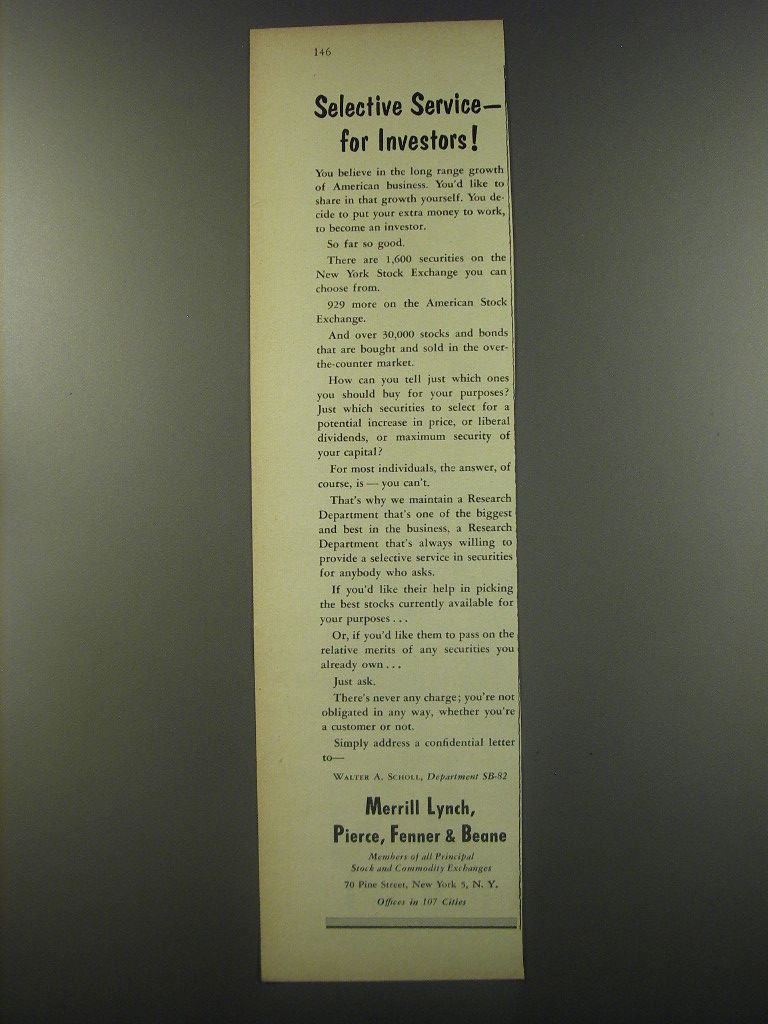 146
Selective Service—
for Investors!
You believe in the long range growth
of American business. You'd like to
share in that growth yourself. You de-
cide to put your extra money to work,
to become an investor.
So far so good.
There are 1,600 securities on the
New York Stock Exchange you can
choose from.
929 more on the American Stock
Exchange.
And over 30,000 stocks and bonds
that are bought and sold in the over-
the-counter market.
How can you tell just which ones
you should buy for your purposes?
Just which securities to select for a
potential increase in price, or liberal
dividends, or maximum security of
your capital?
For most individuals, the answer, of
course, is — you can't.
That's why we maintain a Research
Department that's one of the biggest
and best in the business, a Research
Department that's always willing to
provide a selective service in securities
for anybody who asks.
If you'd like their help in picking
the best stocks currently available for
your purposes . . .
Or, if you'd like them to pass on the
relative merits of any securities you
already own . . .
Just ask.
There's never any charge; you're not
obligated in any way, whether you're
a customer or not.
Simply address a confidential letter
to—
WALTER A. SCHOLL, Department SB-82
Merrill Lynch,
Pierce, Fenner & Beane
Members of all Principal
Stock and Commodity Exchanges
70 Pine Street, New York 5, N. Y.
Offices in 107 Cities